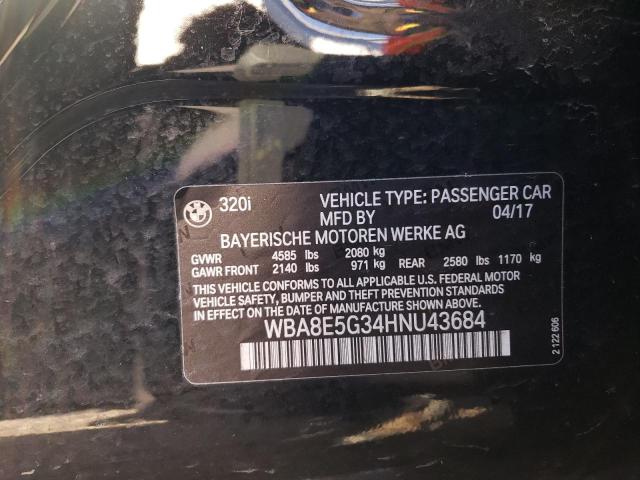 320i VEHICLE TYPE: PASSENGER CAR
MFD BY 04/17
BAYERISCHE MOTOREN WERKE AG
GVWR 4585 lbs 2080 kg
GAWR FRONT 2140 lbs 971 kg REAR 2580 lbs 1170 kg
THIS VEHICLE CONFORMS TO ALL APPLICABLE U.S. FEDERAL MOTOR
VEHICLE SAFETY, BUMPER AND THEFT PREVENTION STANDARDS IN
EFFECT ON THE DATE OF MANUFACTURE SHOWN ABOVE.
WBA8E5G34HNU43684
2 122 606